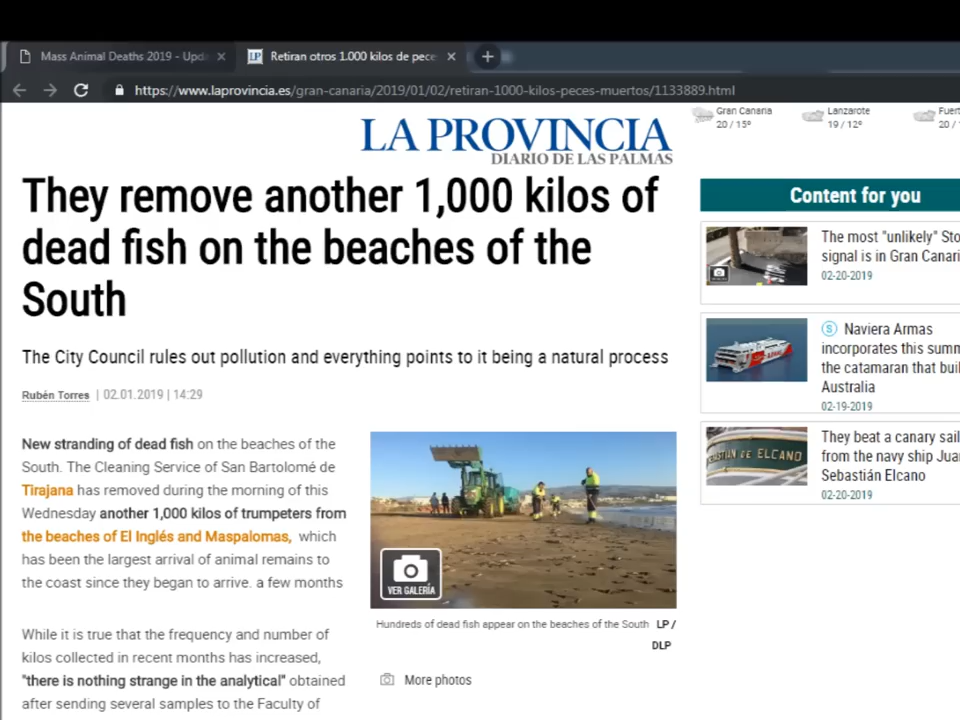 Mass Animal Deaths 2019 - Upd
Retiran otros 1.000 kilos de pece
https://www.laprovincia.es/gran-canaria/2019/01/02/retiran-1000-kilos-peces-muertos/1133889.html
Gran Canaria
20 / 15º
Lanzarote
19 / 12º
Fuert
20 /
LA PROVINCIA
DIARIO DE LAS PALMAS
They remove another 1,000 kilos of
dead fish on the beaches of the
South
The City Council rules out pollution and everything points to it being a natural process
Rubén Torres | 02.01.2019 | 14:29
New stranding of dead fish on the beaches of the
South. The Cleaning Service of San Bartolomé de
Tirajana has removed during the morning of this
Wednesday another 1,000 kilos of trumpeters from
the beaches of El Inglés and Maspalomas, which
has been the largest arrival of animal remains to
the coast since they began to arrive. a few months
While it is true that the frequency and number of
kilos collected in recent months has increased,
"there is nothing strange in the analytical" obtained
after sending several samples to the Faculty of
VER GALERÍA
Hundreds of dead fish appear on the beaches of the South LP /
DLP
More photos
Content for you
The most "unlikely" Sto
signal is in Gran Canari
02-20-2019
S Naviera Armas
incorporates this summ
the catamaran that buil
Australia
02-19-2019
SEBASTIÁN DE ELCANO
They beat a canary sail
from the navy ship Jua
Sebastián Elcano
02-20-2019